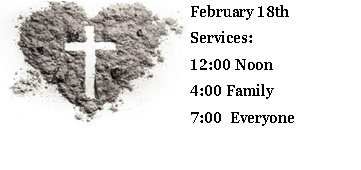 February 18th
Services:
12:00 Noon
4:00 Family
7:00  Everyone